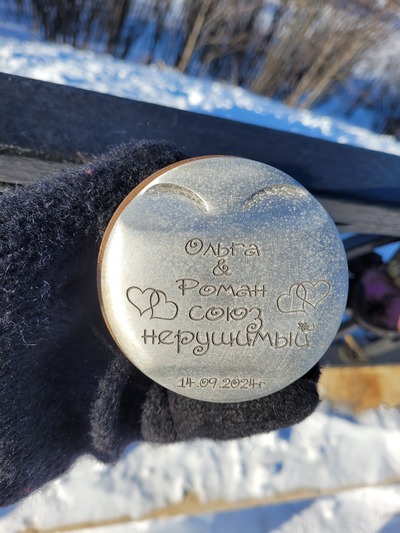 Ольга
&
Роман
союз
нерушимый
14.09.2024г